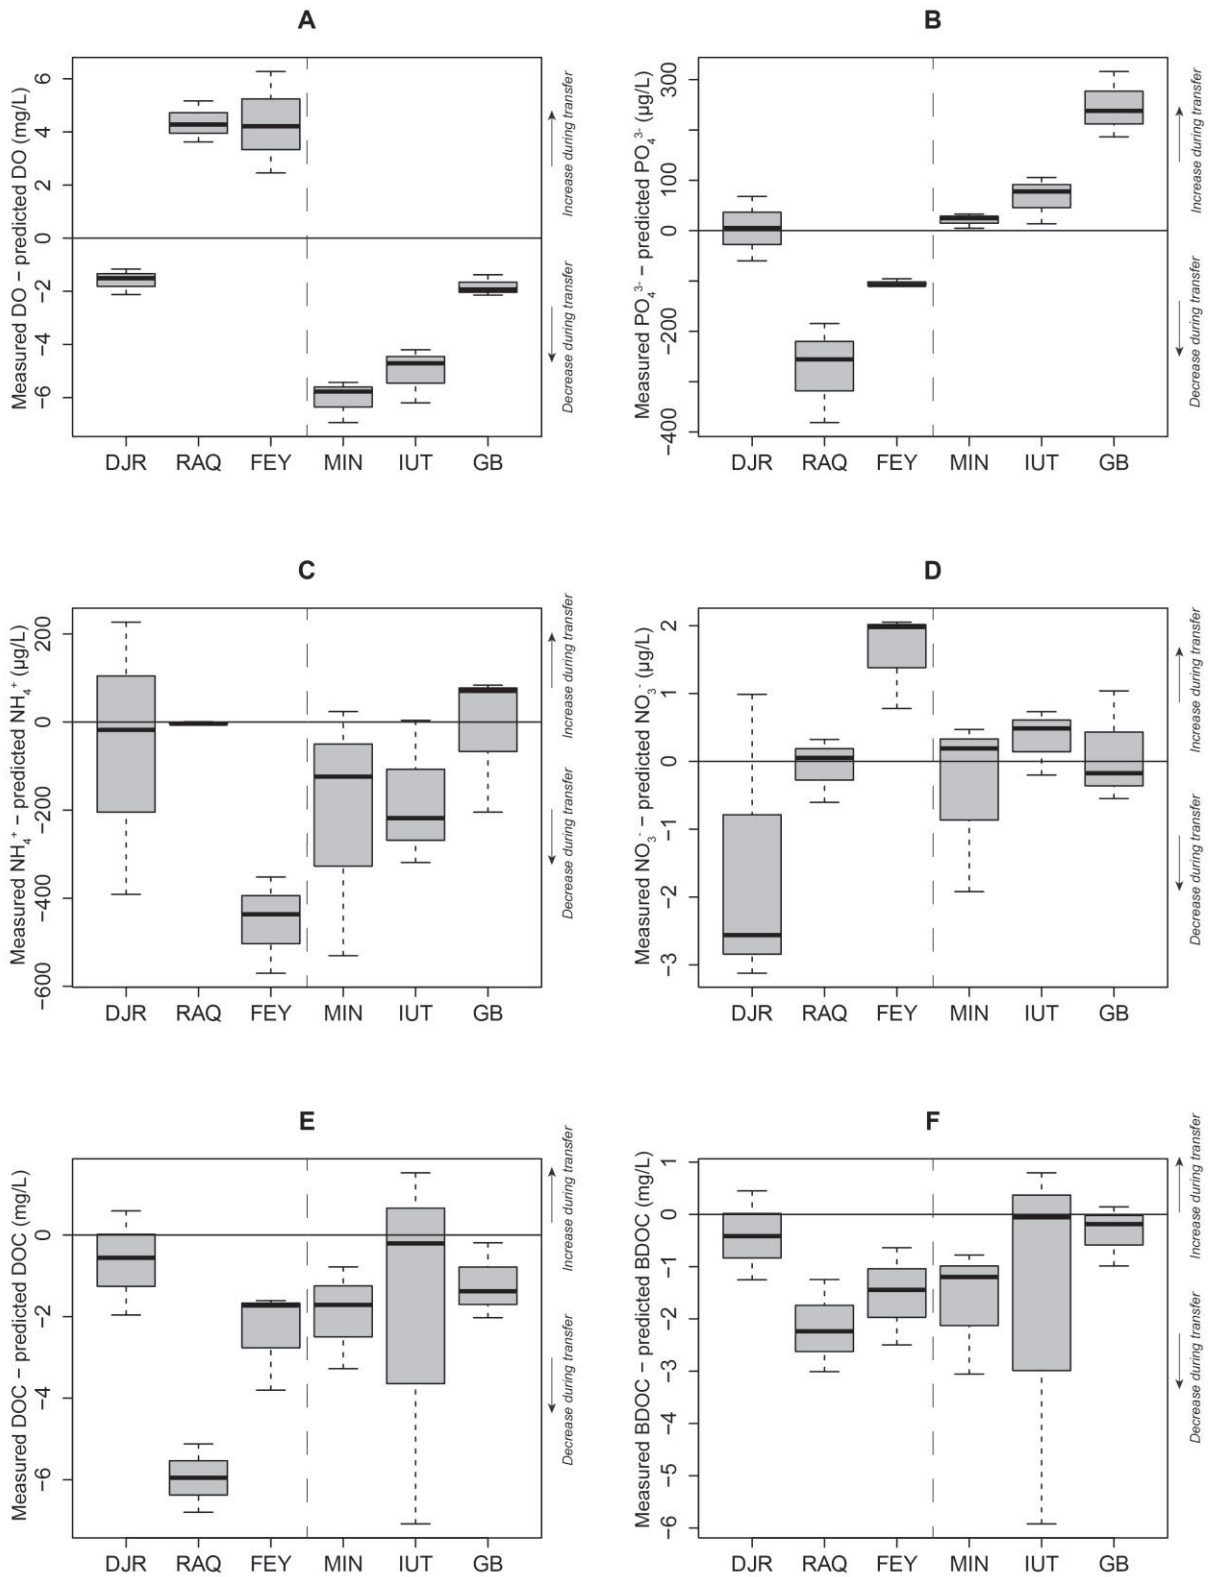 A
Measured DO − predicted DO (mg/L)
6
4
2
0
−2
−4
−6
DJR RAQ FEY MIN IUT GB
Increase during transfer
Decrease during transfer
B
Measured PO₄³⁻ − predicted PO₄³⁻ (µg/L)
300
100
0
−200
−400
DJR RAQ FEY MIN IUT GB
Increase during transfer
Decrease during transfer
C
Measured NH₄⁺ − predicted NH₄⁺ (µg/L)
200
0
−200
−400
−600
DJR RAQ FEY MIN IUT GB
Increase during transfer
Decrease during transfer
D
Measured NO₃⁻ − predicted NO₃⁻ (µg/L)
2
1
0
−1
−2
−3
DJR RAQ FEY MIN IUT GB
Increase during transfer
Decrease during transfer
E
Measured DOC − predicted DOC (mg/L)
0
−2
−4
−6
DJR RAQ FEY MIN IUT GB
Increase during transfer
Decrease during transfer
F
Measured BDOC − predicted BDOC (mg/L)
1
0
−1
−2
−3
−4
−5
−6
DJR RAQ FEY MIN IUT GB
Increase during transfer
Decrease during transfer